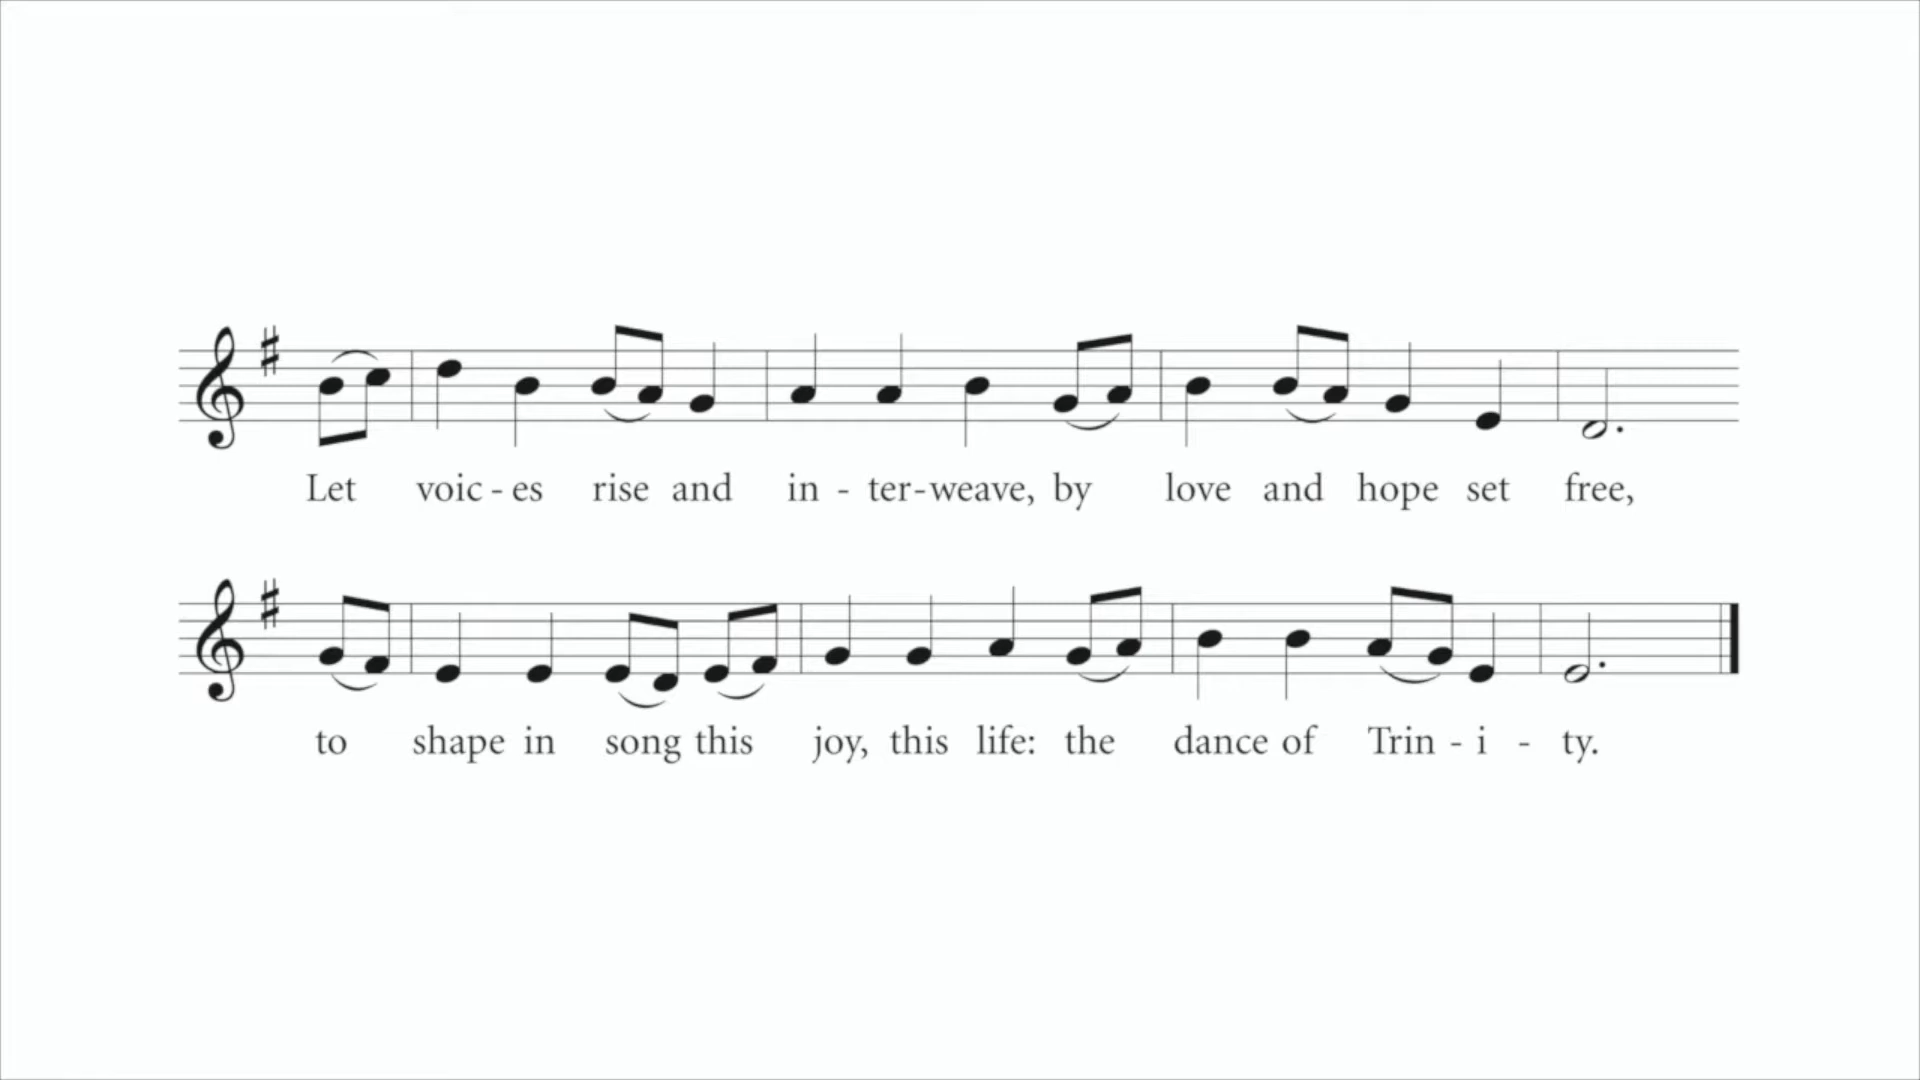 Let voic - es rise and in - ter - weave, by love and hope set free,
to shape in song this joy, this life: the dance of Trin - i - ty.